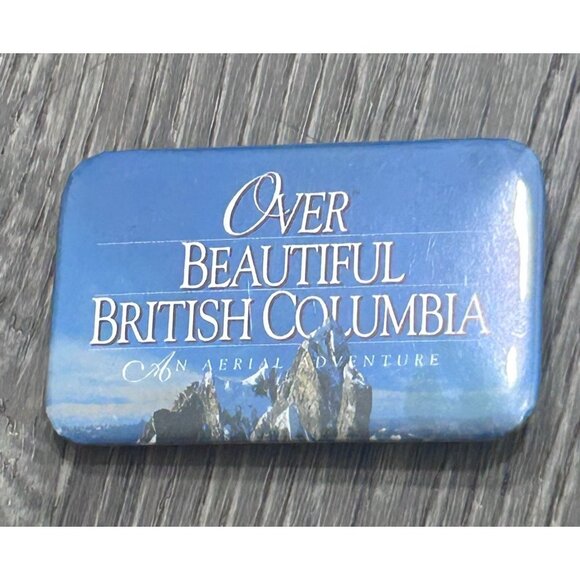 OVER
BEAUTIFUL
BRITISH COLUMBIA
AN AERIAL ADVENTURE